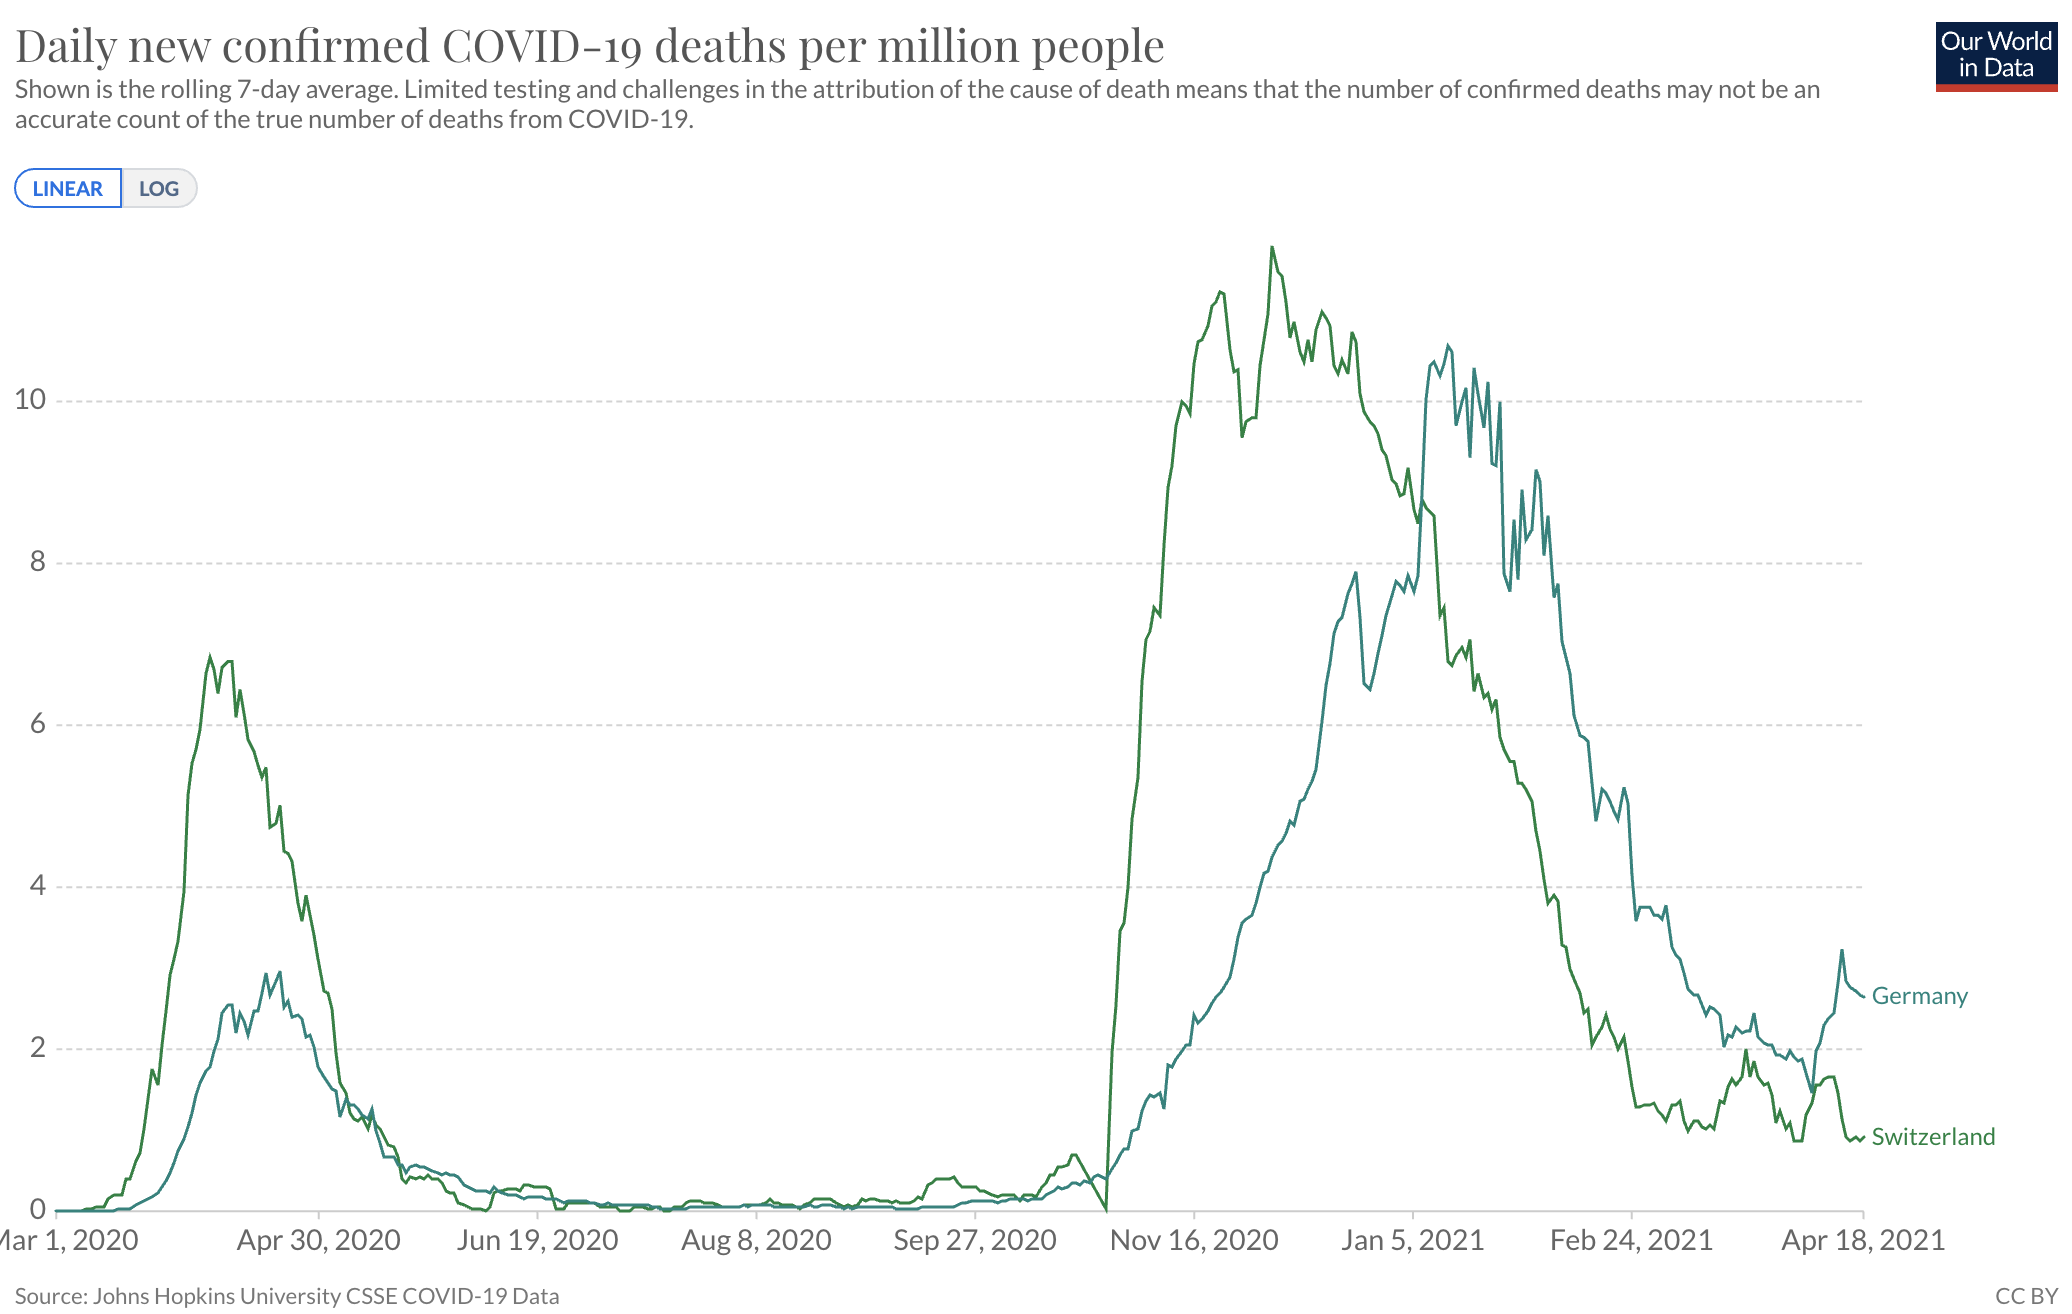 Daily new confirmed COVID-19 deaths per million people
Our World
in Data
Shown is the rolling 7-day average. Limited testing and challenges in the attribution of the cause of death means that the number of confirmed deaths may not be an
accurate count of the true number of deaths from COVID-19.
LINEAR LOG
10
8
6
4
2
0
Germany
Switzerland
Mar 1, 2020 Apr 30, 2020 Jun 19, 2020 Aug 8, 2020 Sep 27, 2020 Nov 16, 2020 Jan 5, 2021 Feb 24, 2021 Apr 18, 2021
Source: Johns Hopkins University CSSE COVID-19 Data CC BY